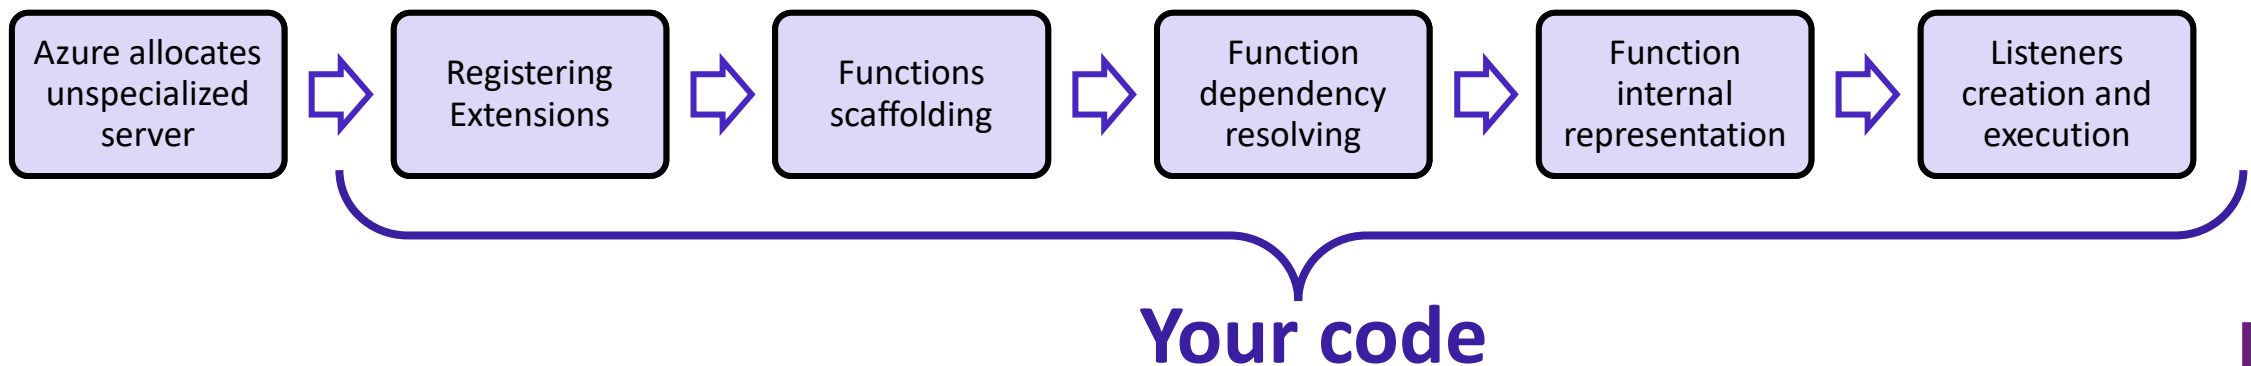 Azure allocates
unspecialized
server
Registering
Extensions
Functions
scaffolding
Function
dependency
resolving
Function
internal
representation
Listeners
creation and
execution
Your code